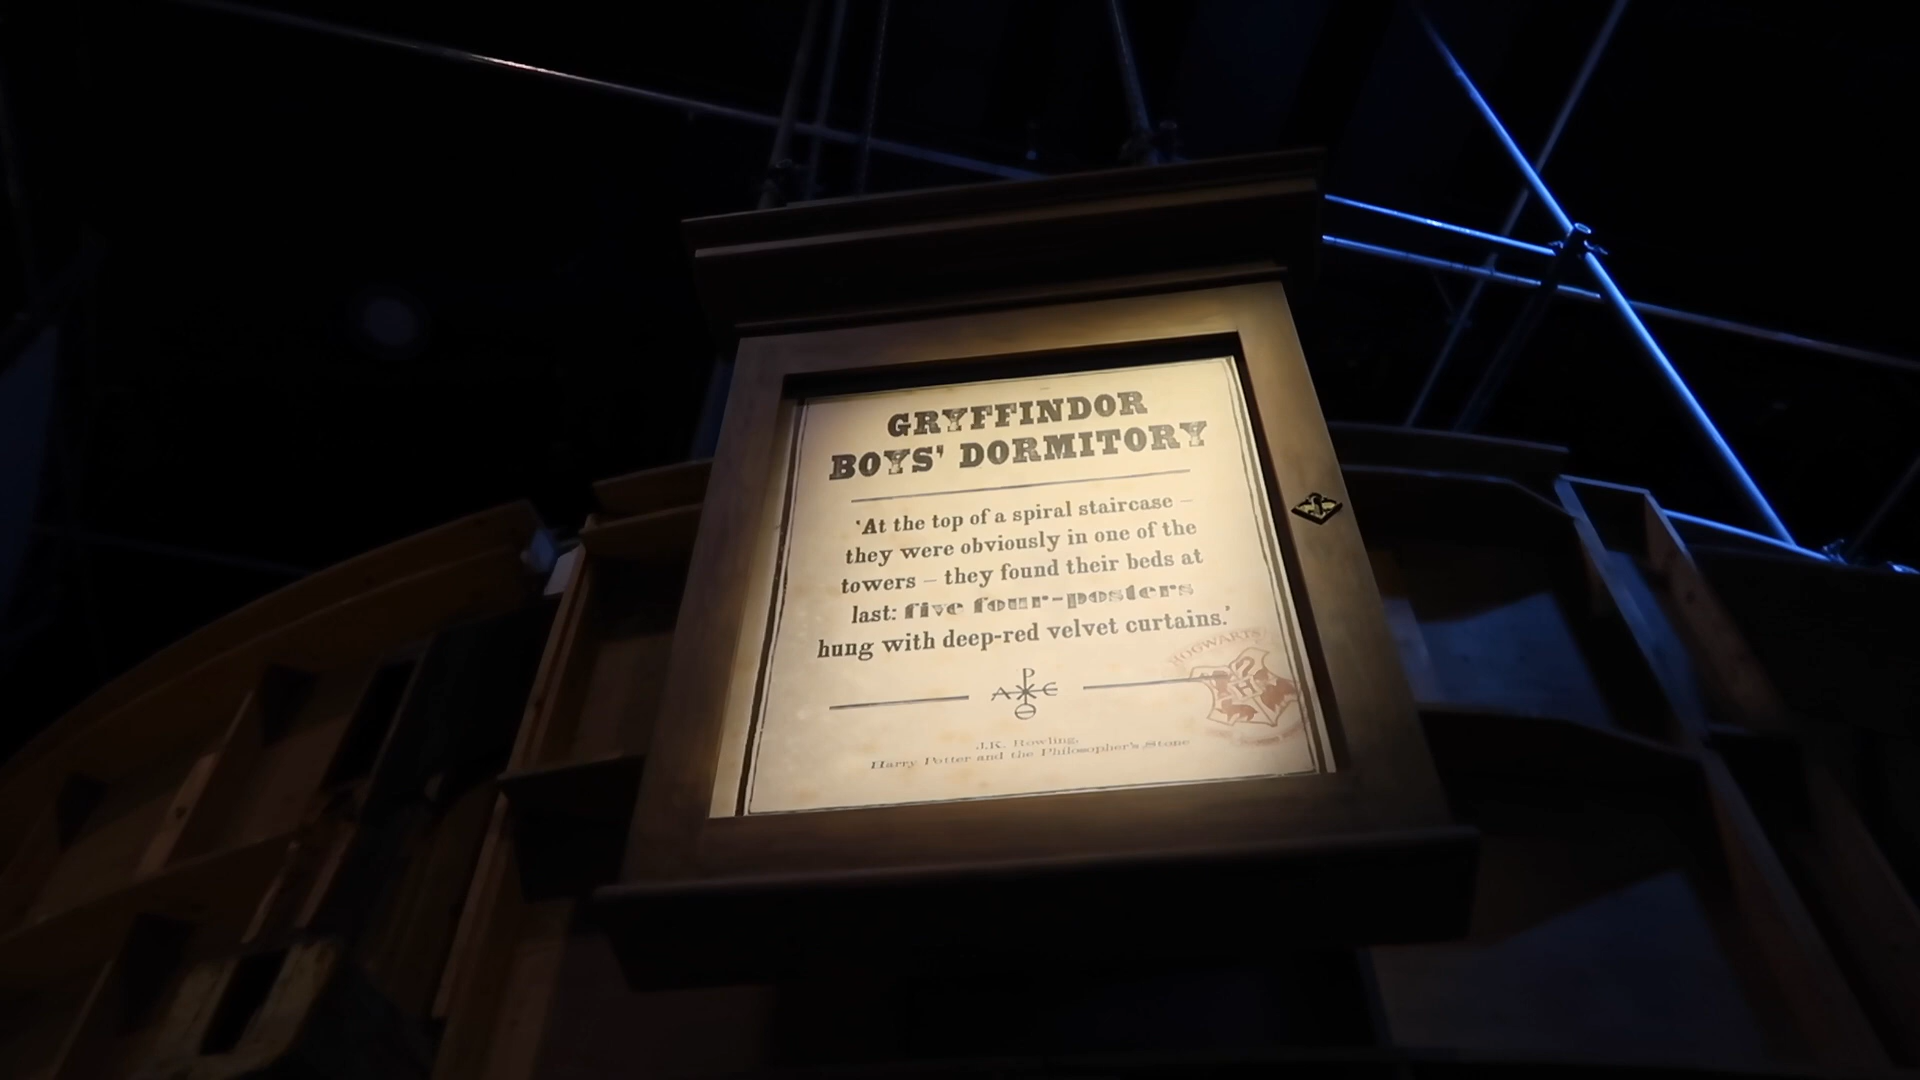 GRYFFINDOR
BOYS' DORMITORY
'At the top of a spiral staircase –
they were obviously in one of the
towers – they found their beds at
last: five four-posters
hung with deep-red velvet curtains.'
HOGWARTS
H
J.K. Rowling,
Harry Potter and the Philosopher's Stone